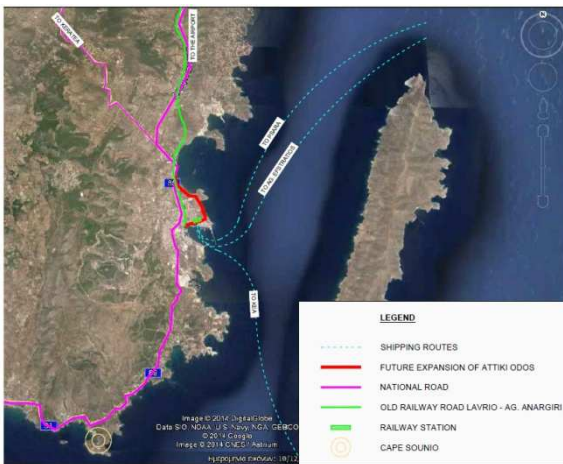 N
TO KERATEA
TO THE AIRPORT
TO PSARA
TO AG. EFSTRATIOS
TO KEA
LEGEND
SHIPPING ROUTES
FUTURE EXPANSION OF ATTIKI ODOS
NATIONAL ROAD
OLD RAILWAY ROAD LAVRIO - AG. ANARGIRI
RAILWAY STATION
CAPE SOUNIO
Image © 2014 DigitalGlobe
Data SIO, NOAA, U.S. Navy, NGA, GEBCO
© 2014 Google
Image © 2014 CNES / Astrium